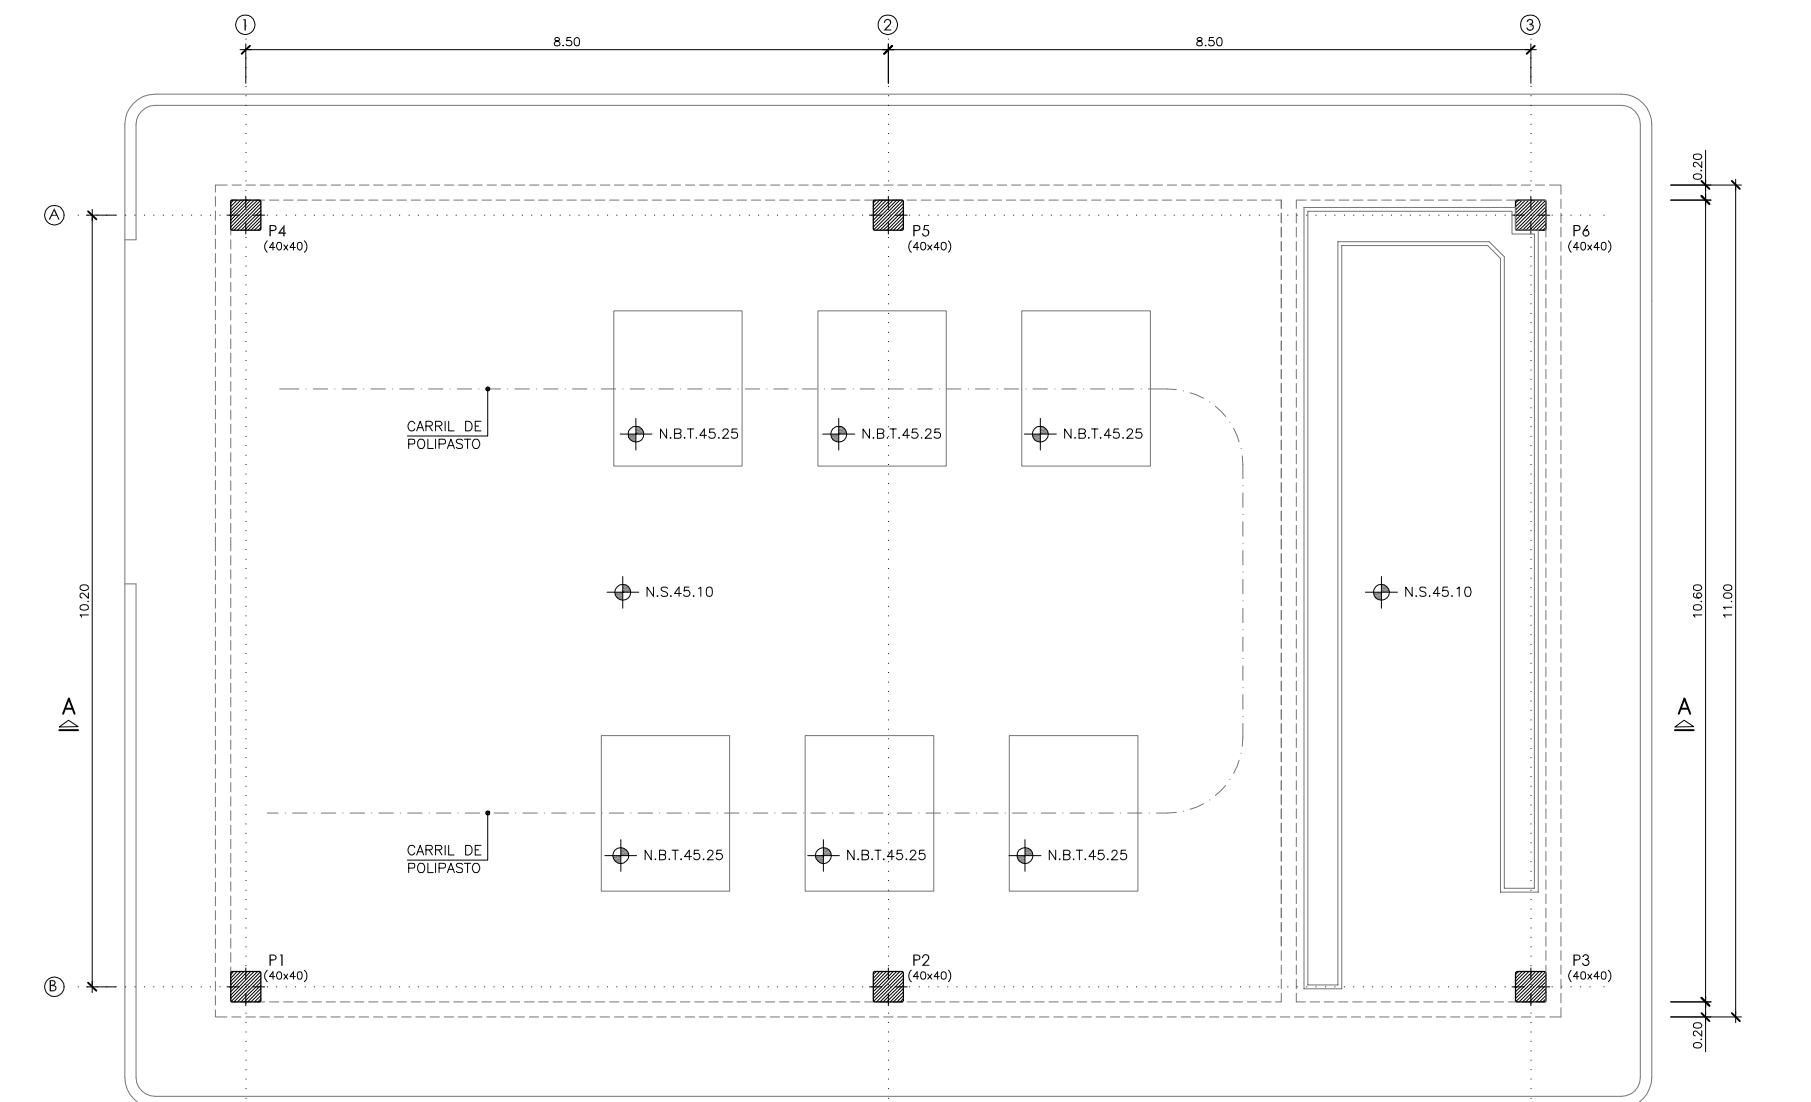 1
2
3
8.50
8.50
0.20
A
P4
(40x40)
P5
(40x40)
P6
(40x40)
CARRIL DE
POLIPASTO
N.B.T.45.25
N.B.T.45.25
N.B.T.45.25
10.20
N.S.45.10
N.S.45.10
10.60
11.00
A
A
CARRIL DE
POLIPASTO
N.B.T.45.25
N.B.T.45.25
N.B.T.45.25
P1
(40x40)
P2
(40x40)
P3
(40x40)
B
0.20